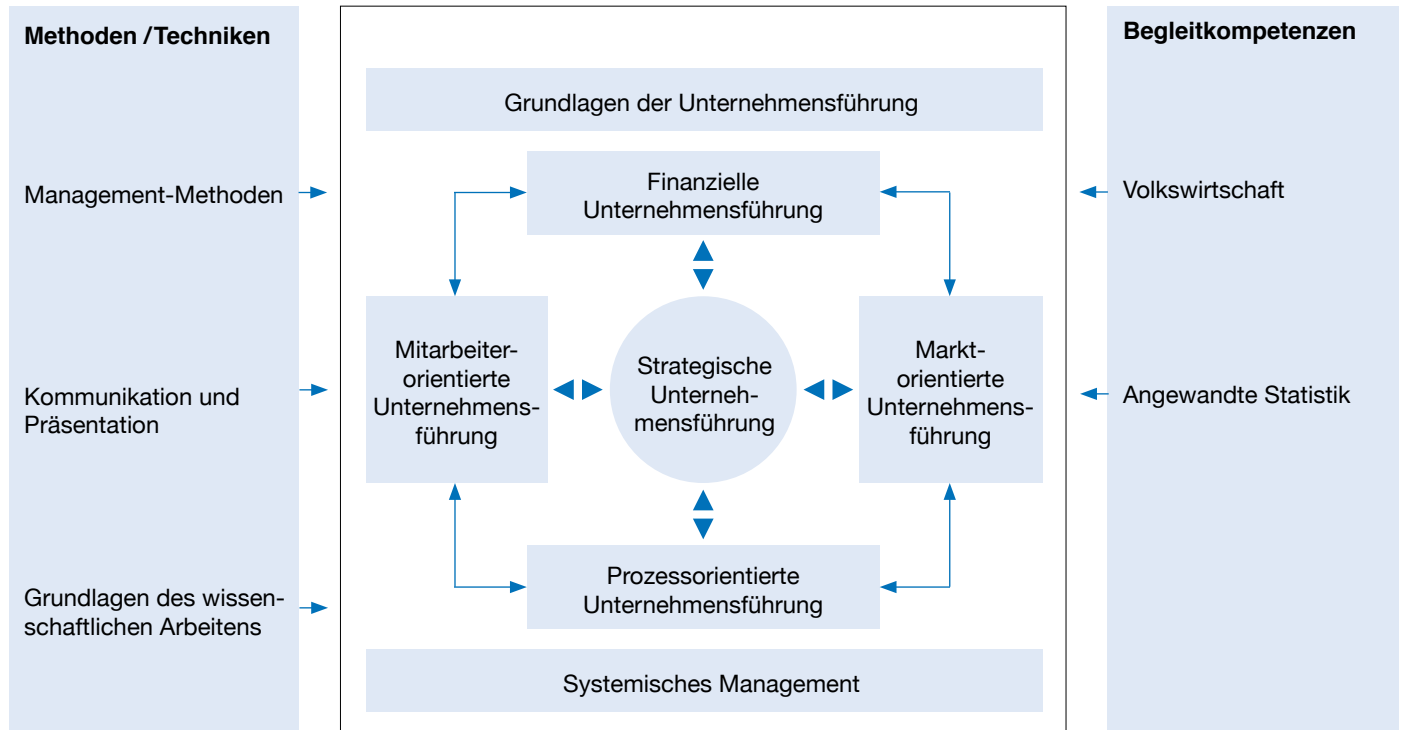 Methoden / Techniken
Management-Methoden
Kommunikation und
Präsentation
Grundlagen des wissen-
schaftlichen Arbeitens
Grundlagen der Unternehmensführung
Finanzielle
Unternehmensführung
Mitarbeiter-
orientierte
Unternehmens-
führung
Strategische
Unterneh-
mensführung
Markt-
orientierte
Unternehmens-
führung
Prozessorientierte
Unternehmensführung
Systemisches Management
Begleitkompetenzen
Volkswirtschaft
Angewandte Statistik